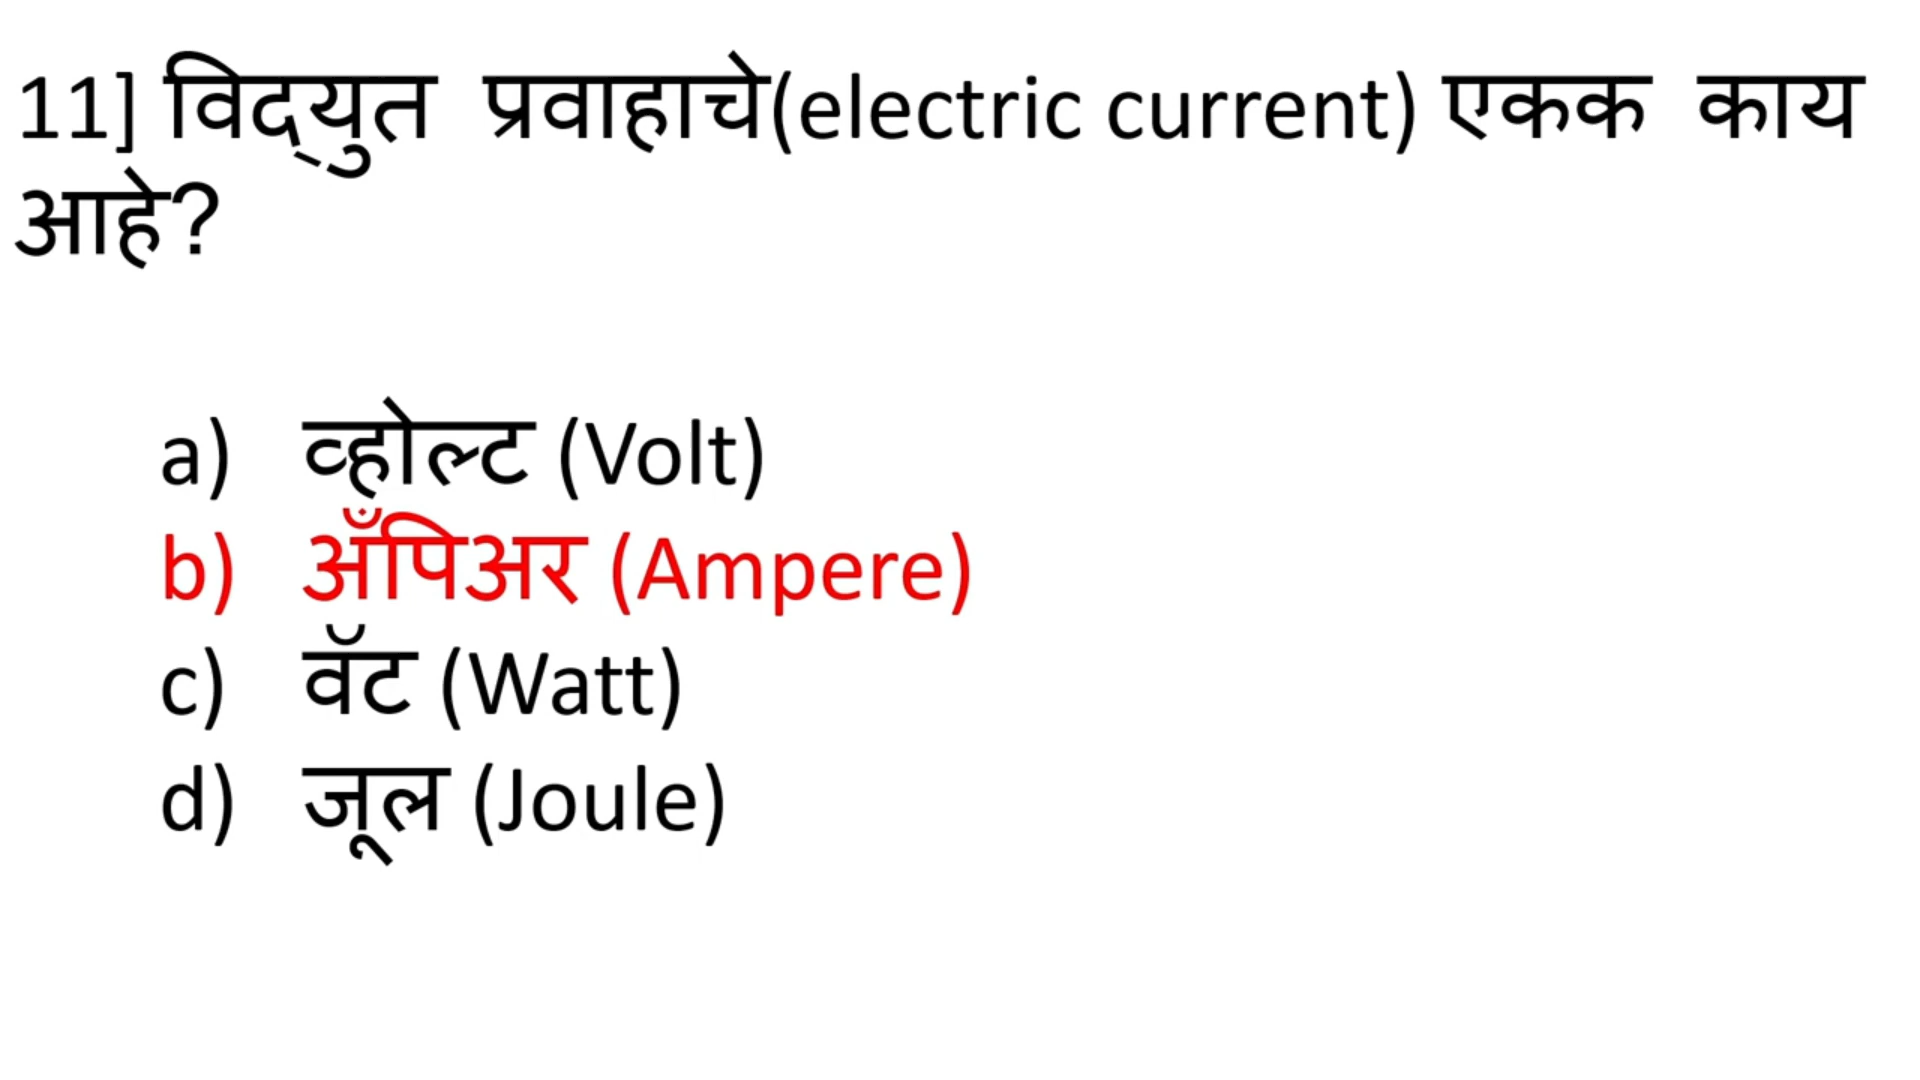 11] विद्‌युत प्रवाहाचे(electric current) एकक काय
आहे?
a) व्होल्ट (Volt)
b) अँपिअर (Ampere)
c) वॅट (Watt)
d) जूल (Joule)